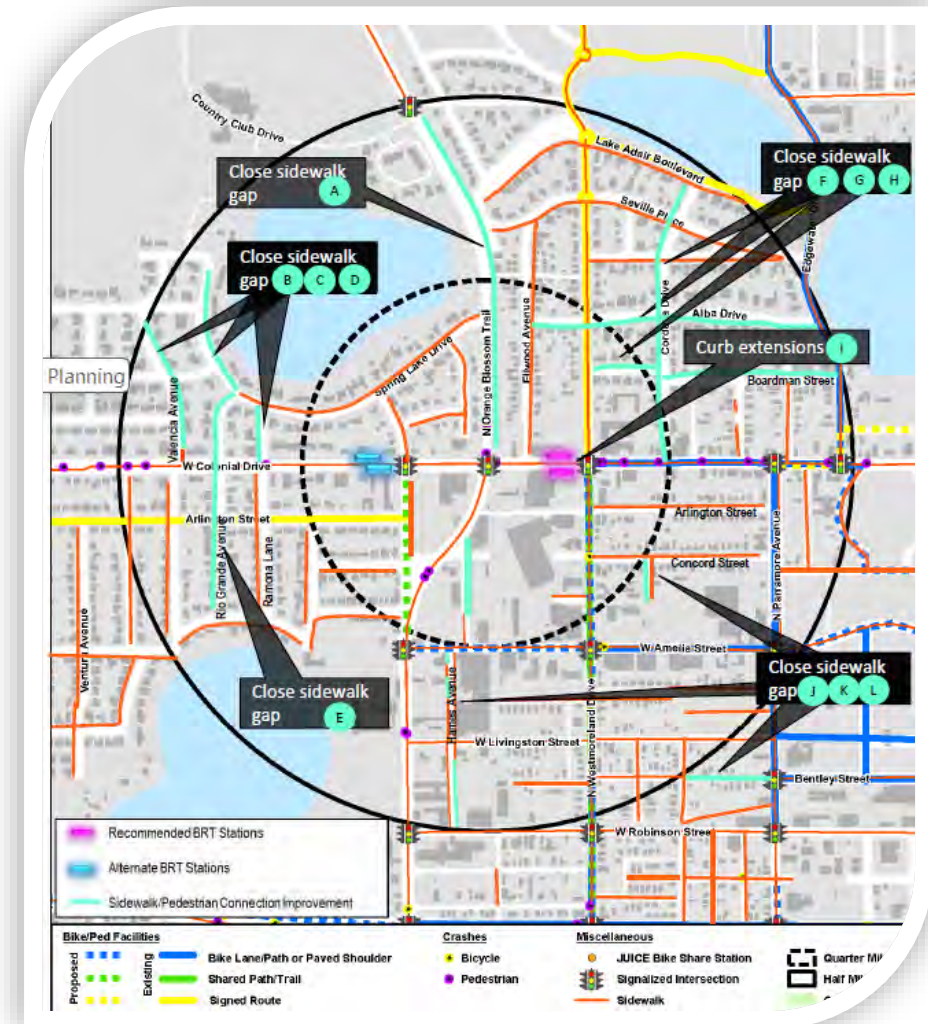 Country Club Drive
Lake Adair Boulevard
Close sidewalk
gap A
Close sidewalk
gap F G H
Seville Place
Edgewater
Close sidewalk
gap B C D
Ellwood Avenue
N Orange Blossom Trail
Alba Drive
Curb extensions I
Planning
Spring Lake Drive
Boardman Street
Valencia Avenue
W Colonial Drive
Arlington Street
Arlington Street
Rio Grande Avenue
Ramona Lane
Concord Street
N Parramore Avenue
Ventura Avenue
W Amelia Street
Close sidewalk
gap E
Harris Avenue
N Westmoreland Drive
Close sidewalk
gap J K L
W Livingston Street
Bentley Street
W Robinson Street
Recommended BRT Stations
Alternate BRT Stations
Sidewalk/Pedestrian Connection Improvement
Bike/Ped Facilities
Proposed
Existing
Bike Lane/Path or Paved Shoulder
Shared Path/Trail
Signed Route
Crashes
Bicycle
Pedestrian
Miscellaneous
JUICE Bike Share Station
Signalized Intersection
Sidewalk
Quarter Mi
Half Mi